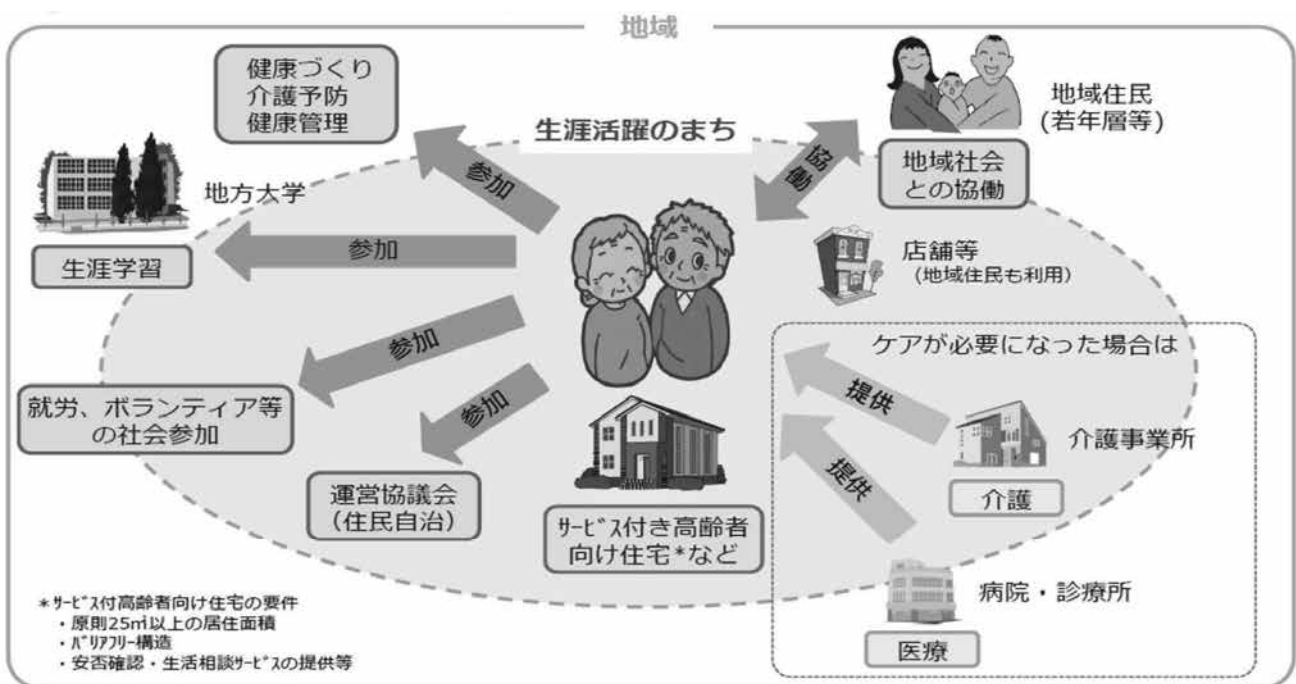 地域
健康づくり
介護予防
健康管理
生涯活躍のまち
地域住民
(若年層等)
地域社会
との協働
協働
参加
地方大学
生涯学習
参加
店舗等
(地域住民も利用)
参加
就労、ボランティア等
の社会参加
参加
運営協議会
(住民自治)
ｻｰﾋﾞｽ付き高齢者
向け住宅*など
ケアが必要になった場合は
提供
介護事業所
介護
提供
病院・診療所
医療
*ｻｰﾋﾞｽ付高齢者向け住宅の要件
・原則25㎡以上の居住面積
・ﾊﾞﾘｱﾌﾘｰ構造
・安否確認・生活相談ｻｰﾋﾞｽの提供等